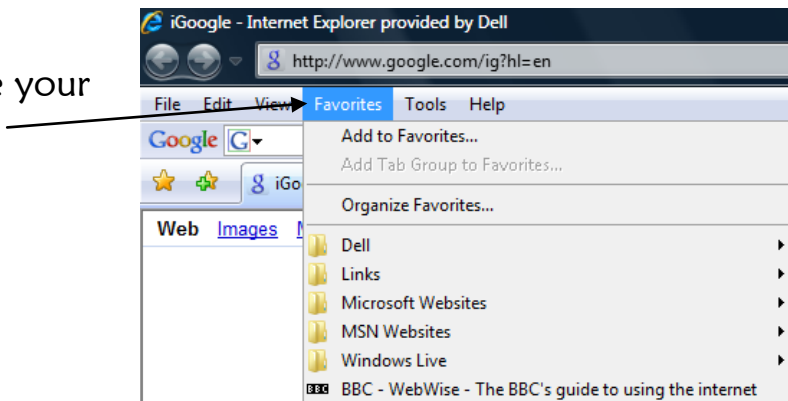 iGoogle - Internet Explorer provided by Dell
http://www.google.com/ig?hl=en
your
File Edit View Favorites Tools Help
Google G
Add to Favorites...
Add Tab Group to Favorites...
8 iGo
Organize Favorites...
Web Images
Dell
Links
Microsoft Websites
MSN Websites
Windows Live
BBC BBC - WebWise - The BBC's guide to using the internet